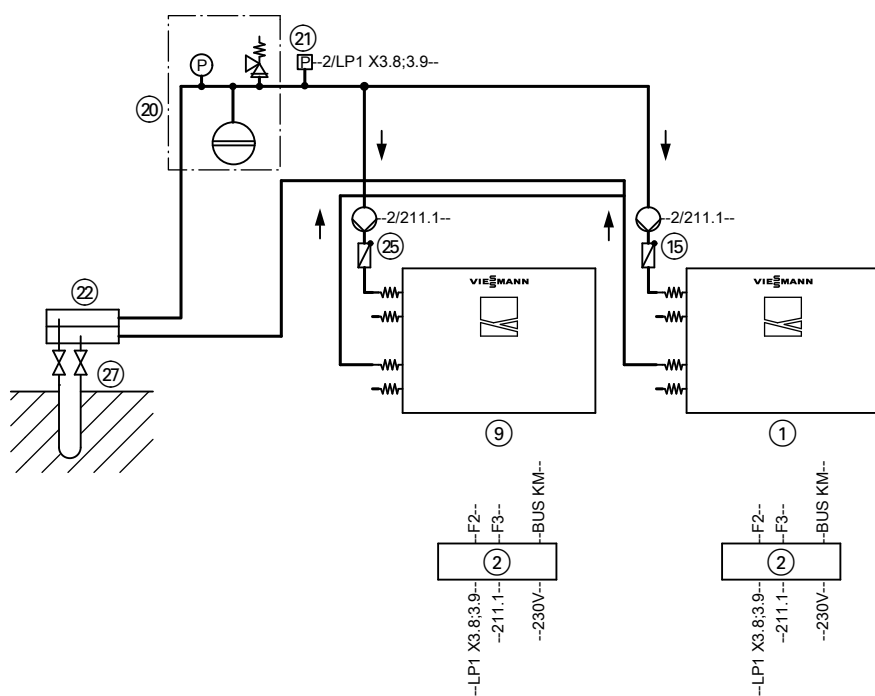 21
P
P--2/LP1 X3.8;3.9--
20
--2/211.1--
--2/211.1--
25
15
VIESMANN
VIESMANN
22
27
9
1
--F2--
--F3--
--BUS KM--
--F2--
--F3--
--BUS KM--
2
2
--LP1 X3.8;3.9--
--211.1--
--230V--
--LP1 X3.8;3.9--
--211.1--
--230V--